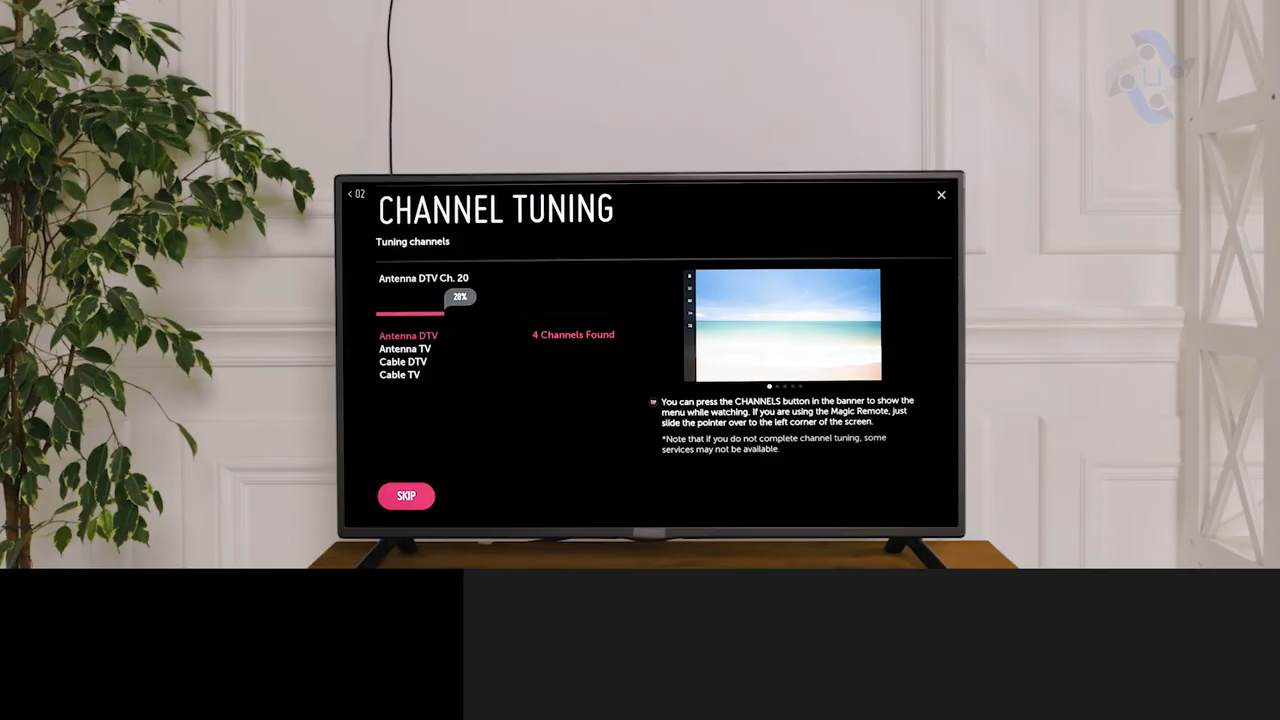 < 02
CHANNEL TUNING
Tuning channels
Antenna DTV Ch. 20
28%
Antenna DTV 4 Channels Found
Antenna TV
Cable DTV
Cable TV
TIP You can press the CHANNELS button in the banner to show the
menu while watching. If you are using the Magic Remote, just
slide the pointer over to the left corner of the screen.
*Note that if you do not complete channel tuning, some
services may not be available.
SKIP